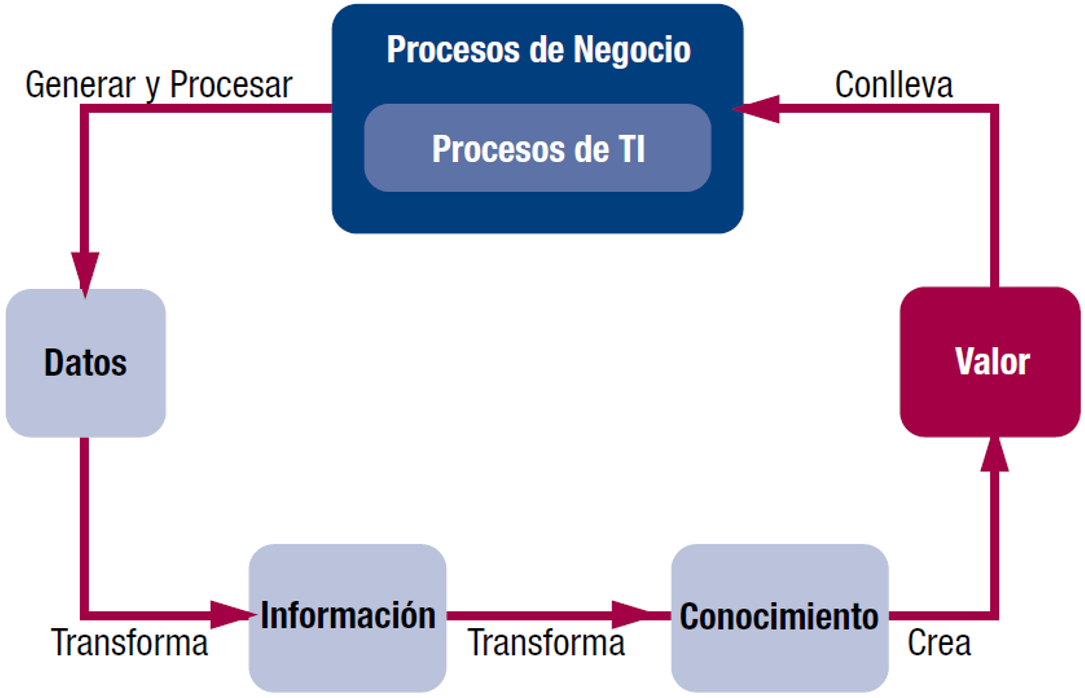 Procesos de Negocio
Procesos de TI
Generar y Procesar
Conlleva
Datos
Valor
Información
Conocimiento
Transforma
Transforma
Crea